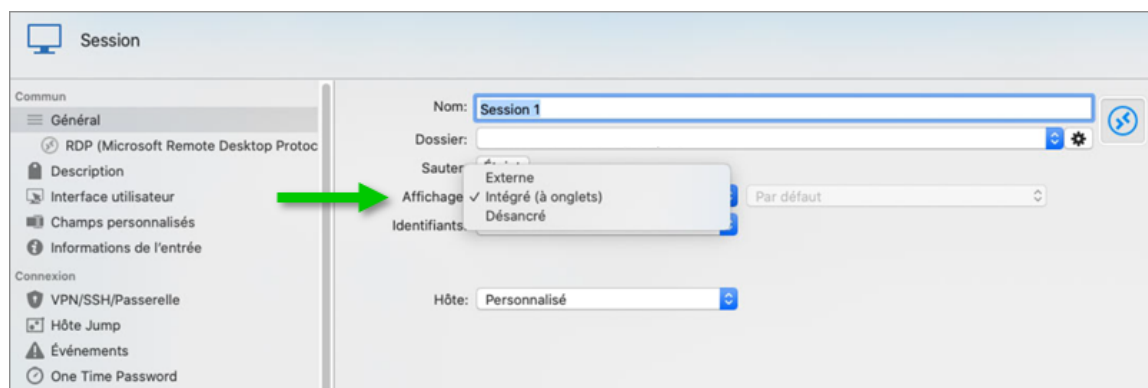 Session
Commun
Général
RDP (Microsoft Remote Desktop Protoc
Description
Interface utilisateur
Champs personnalisés
Informations de l'entrée
Connexion
VPN/SSH/Passerelle
Hôte Jump
Événements
One Time Password
Nom: Session 1
Dossier:
Sauter
Externe
Affichage ✓ Intégré (à onglets) Par défaut
Désancré
Identifiants:
Hôte: Personnalisé